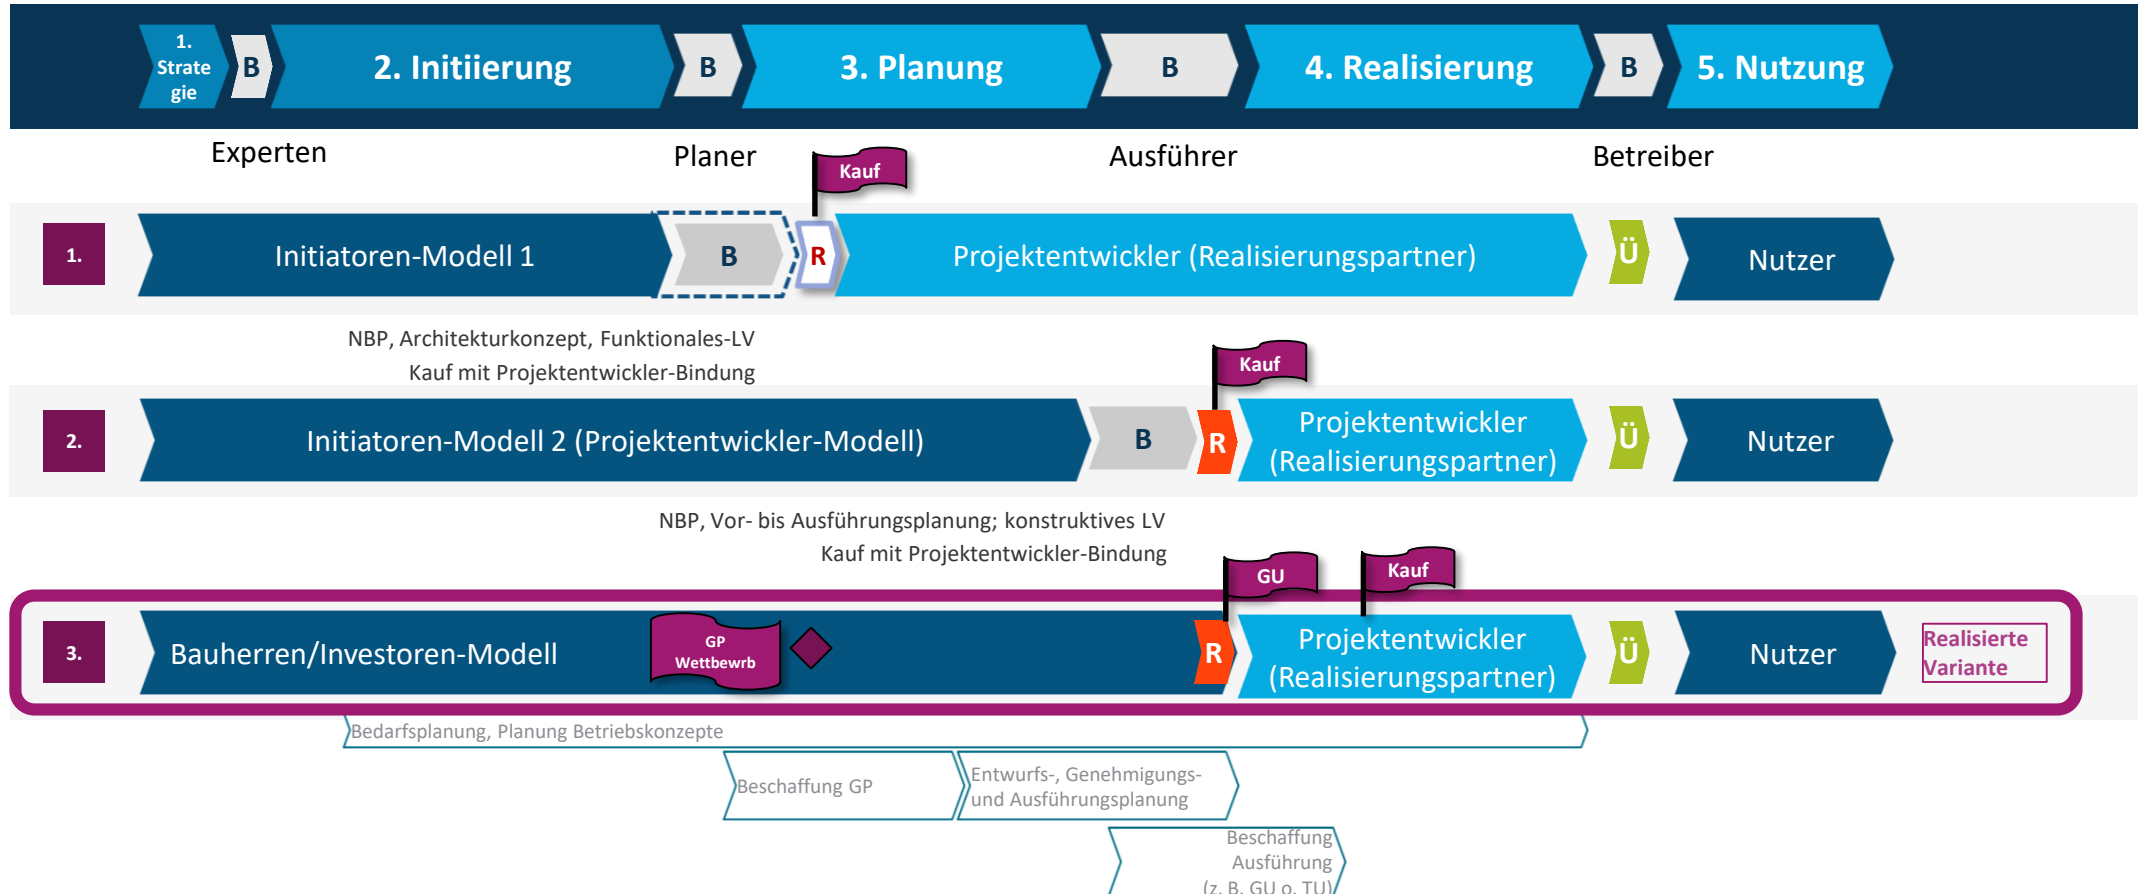 1.
Strate
gie
B
2. Initiierung
B
3. Planung
B
4. Realisierung
B
5. Nutzung
Experten
Planer
Ausführer
Betreiber
Kauf
1.
Initiatoren-Modell 1
B
R
Projektentwickler (Realisierungspartner)
Ü
Nutzer
NBP, Architekturkonzept, Funktionales-LV
Kauf mit Projektentwickler-Bindung
Kauf
2.
Initiatoren-Modell 2 (Projektentwickler-Modell)
B
R
Projektentwickler
(Realisierungspartner)
Ü
Nutzer
NBP, Vor- bis Ausführungsplanung; konstruktives LV
Kauf mit Projektentwickler-Bindung
GU
Kauf
3.
Bauherren/Investoren-Modell
GP
Wettbewrb
R
Projektentwickler
(Realisierungspartner)
Ü
Nutzer
Realisierte
Variante
Bedarfsplanung, Planung Betriebskonzepte
Beschaffung GP
Entwurfs-, Genehmigungs-
und Ausführungsplanung
Beschaffung
Ausführung
(z. B. GU o. TU)